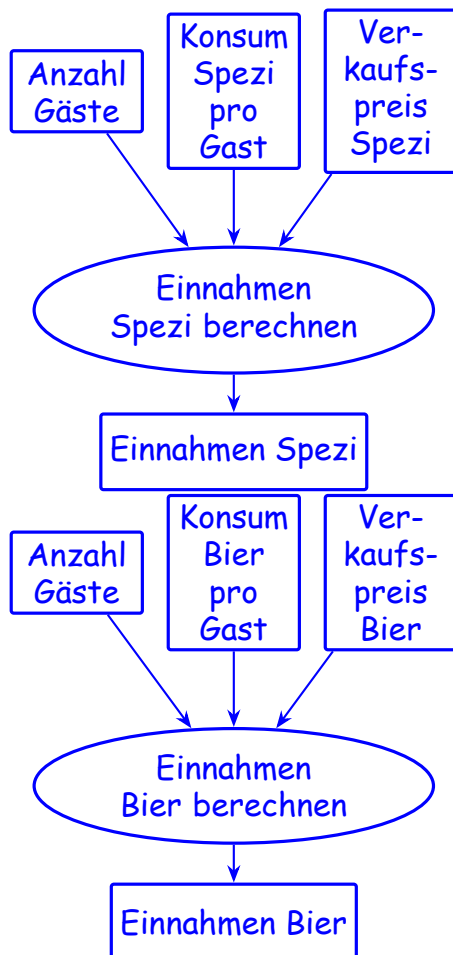 Anzahl
Gäste
Konsum
Spezi
pro
Gast
Ver-
kaufs-
preis
Spezi
Einnahmen
Spezi berechnen
Einnahmen Spezi
Anzahl
Gäste
Konsum
Bier
pro
Gast
Ver-
kaufs-
preis
Bier
Einnahmen
Bier berechnen
Einnahmen Bier